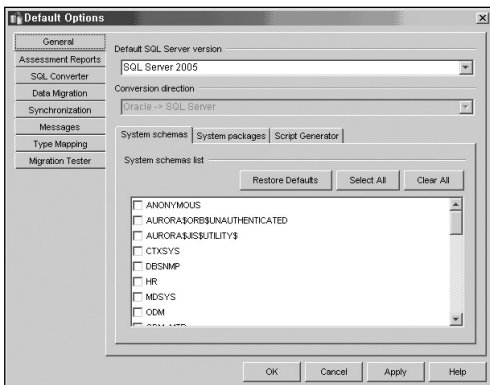 Default Options
General
Assessment Reports
SQL Converter
Data Migration
Synchronization
Messages
Type Mapping
Migration Tester
Default SQL Server version
SQL Server 2005
Conversion direction
Oracle -> SQL Server
System schemas System packages Script Generator
System schemas list
Restore Defaults Select All Clear All
ANONYMOUS
AURORA$ORB$UNAUTHENTICATED
AURORA$JIS$UTILITY$
CTXSYS
DBSNMP
HR
MDSYS
ODM
OK Cancel Apply Help